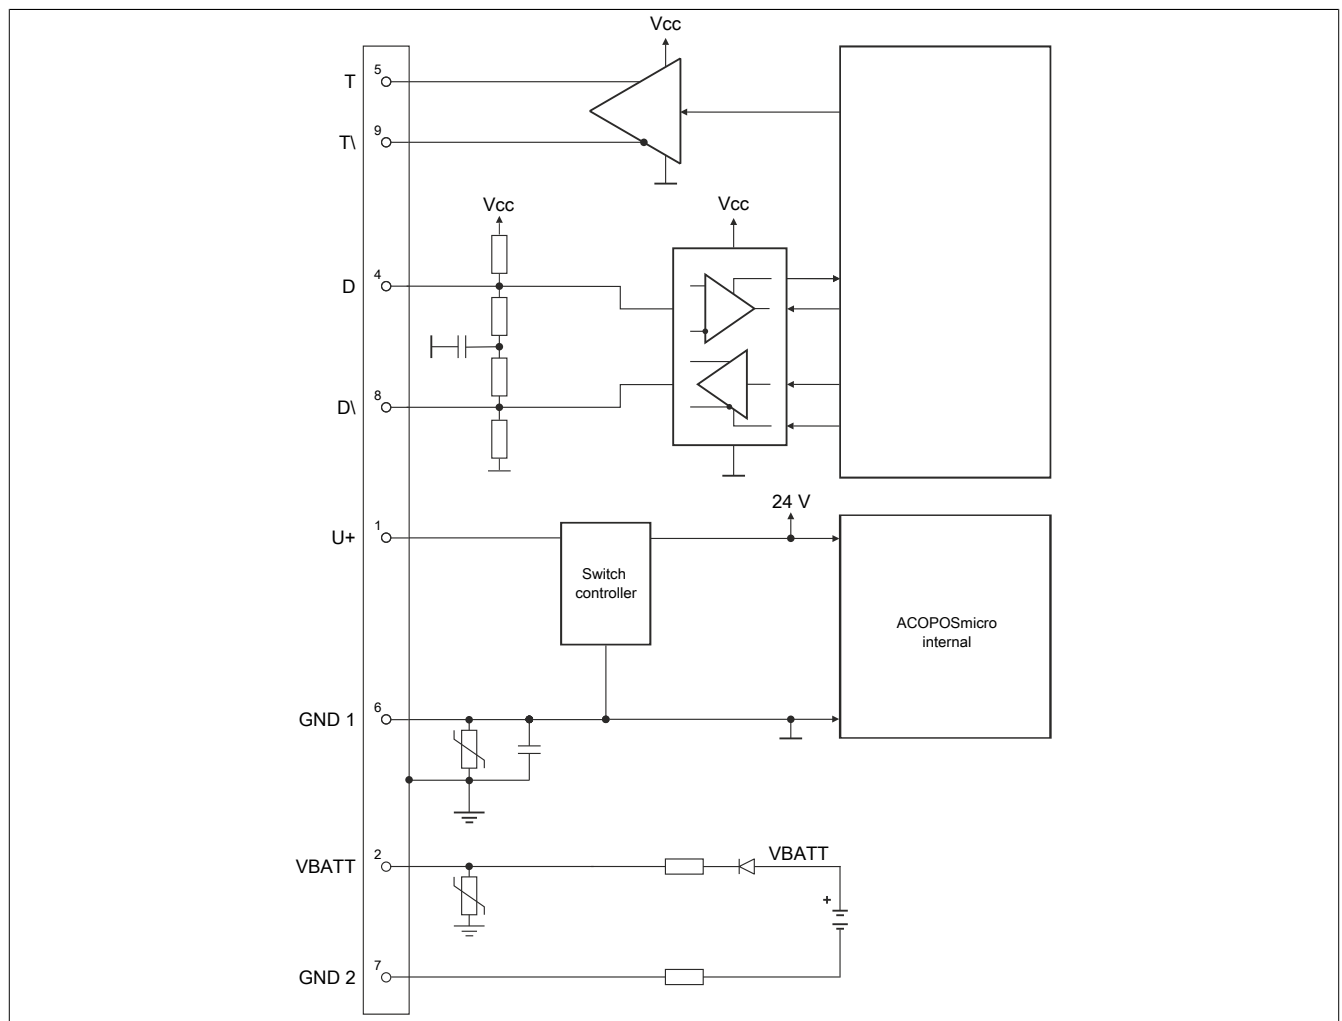 Vcc
T 5
T\ 9
Vcc
Vcc
D 4
D\ 8
24 V
U+ 1
Switch
controller
ACOPOSmicro
internal
GND 1 6
VBATT 2
VBATT
+
GND 2 7